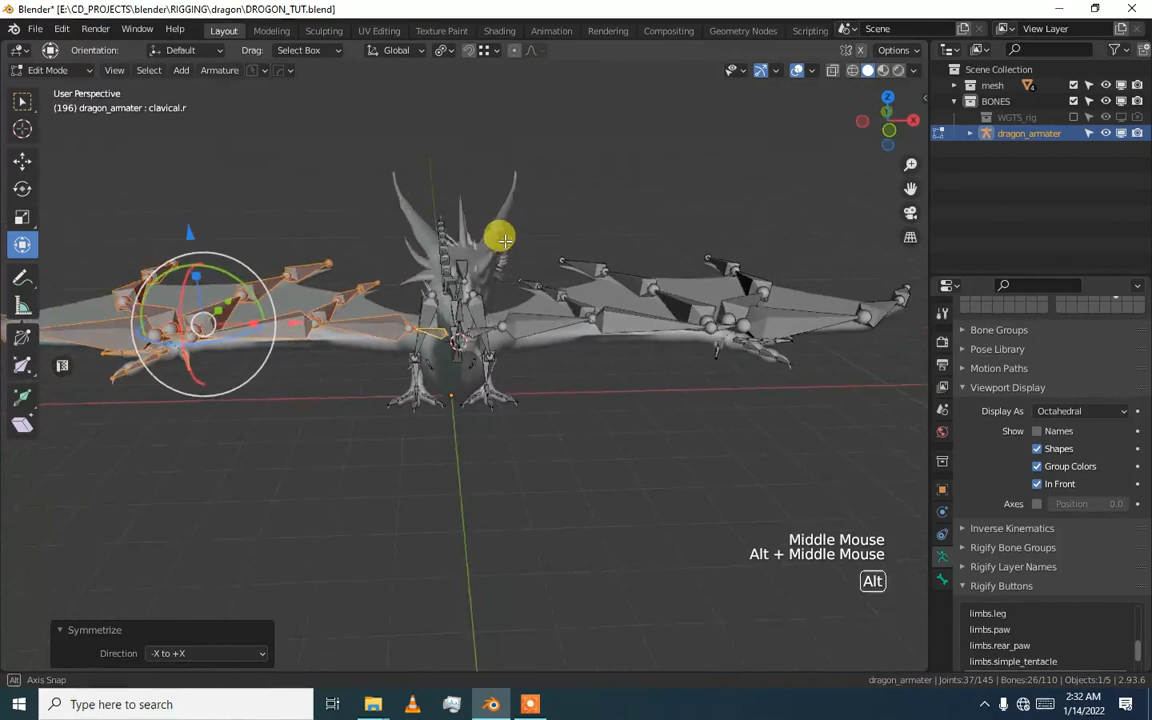 Blender* [E:\CD_PROJECTS\blender\RIGGING\dragon\DROGON_TUT.blend]
File Edit Render Window Help Layout Modeling Sculpting UV Editing Texture Paint Shading Animation Rendering Compositing Geometry Nodes Scripting Scene View Layer
Orientation: Default Drag: Select Box Global X Options
Edit Mode View Select Add Armature
User Perspective
(196) dragon_armater : clavical.r
Z
X
Y
Scene Collection
mesh 4
BONES
WGTS_rig
dragon_armater
Bone Groups
Pose Library
Motion Paths
Viewport Display
Display As Octahedral
Show Names
Shapes
Group Colors
In Front
Axes Position 0.0
Inverse Kinematics
Rigify Bone Groups
Rigify Layer Names
Rigify Buttons
limbs.leg
limbs.paw
limbs.rear_paw
limbs.simple_tentacle
Middle Mouse
Alt + Middle Mouse
Alt
Symmetrize
Direction -X to +X
Alt Axis Snap
dragon_armater | Joints:37/145 | Bones:26/110 | Objects:1/5 | 2.93.6
Type here to search
2:32 AM
1/14/2022